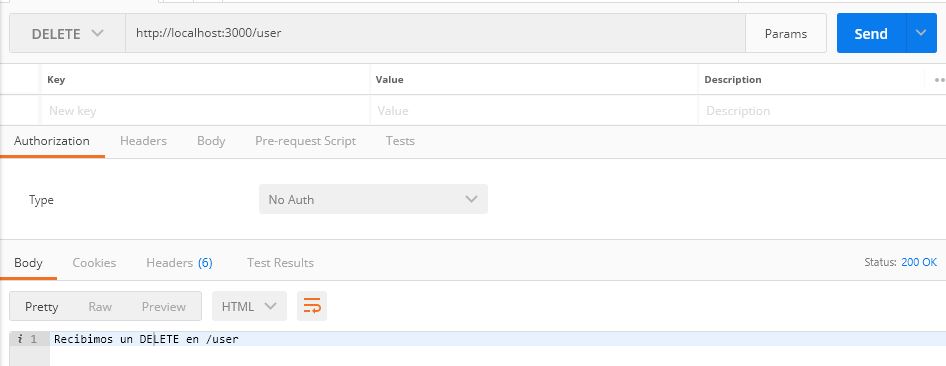 DELETE http://localhost:3000/user Params Send
Key Value Description
New key Value Description
Authorization Headers Body Pre-request Script Tests
Type No Auth
Body Cookies Headers (6) Test Results Status: 200 OK
Pretty Raw Preview HTML
i 1 Recibimos un DELETE en /user